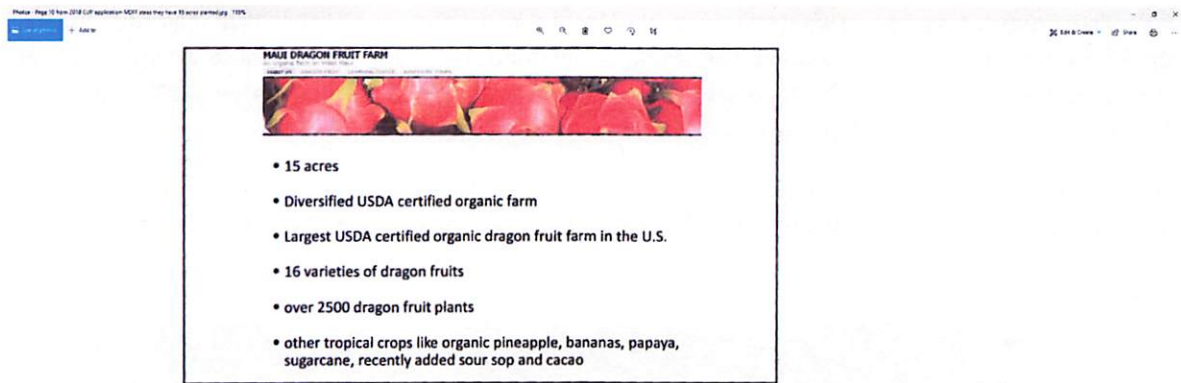 MAUI DRAGON FRUIT FARM
• 15 acres
• Diversified USDA certified organic farm
• Largest USDA certified organic dragon fruit farm in the U.S.
• 16 varieties of dragon fruits
• over 2500 dragon fruit plants
• other tropical crops like organic pineapple, bananas, papaya,
sugarcane, recently added sour sop and cacao